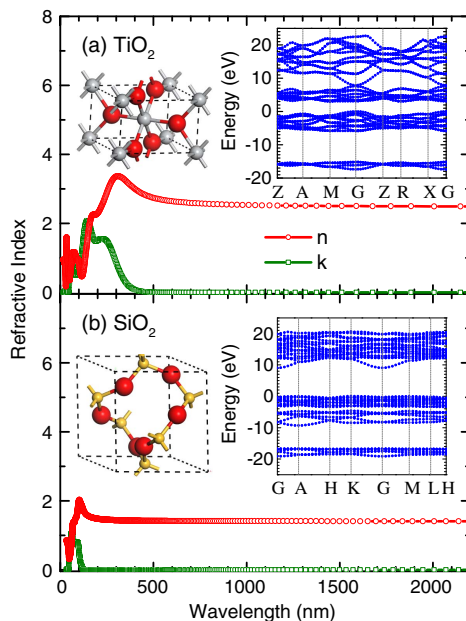 8
(a) TiO2
20
10
0
-10
-20
Energy (eV)
Z A M G Z R X G
6
4
2
0
n
k
Refractive Index
(b) SiO2
20
10
0
-10
-20
Energy (eV)
G A H K G M L H
6
4
2
0
0 500 1000 1500 2000
Wavelength (nm)